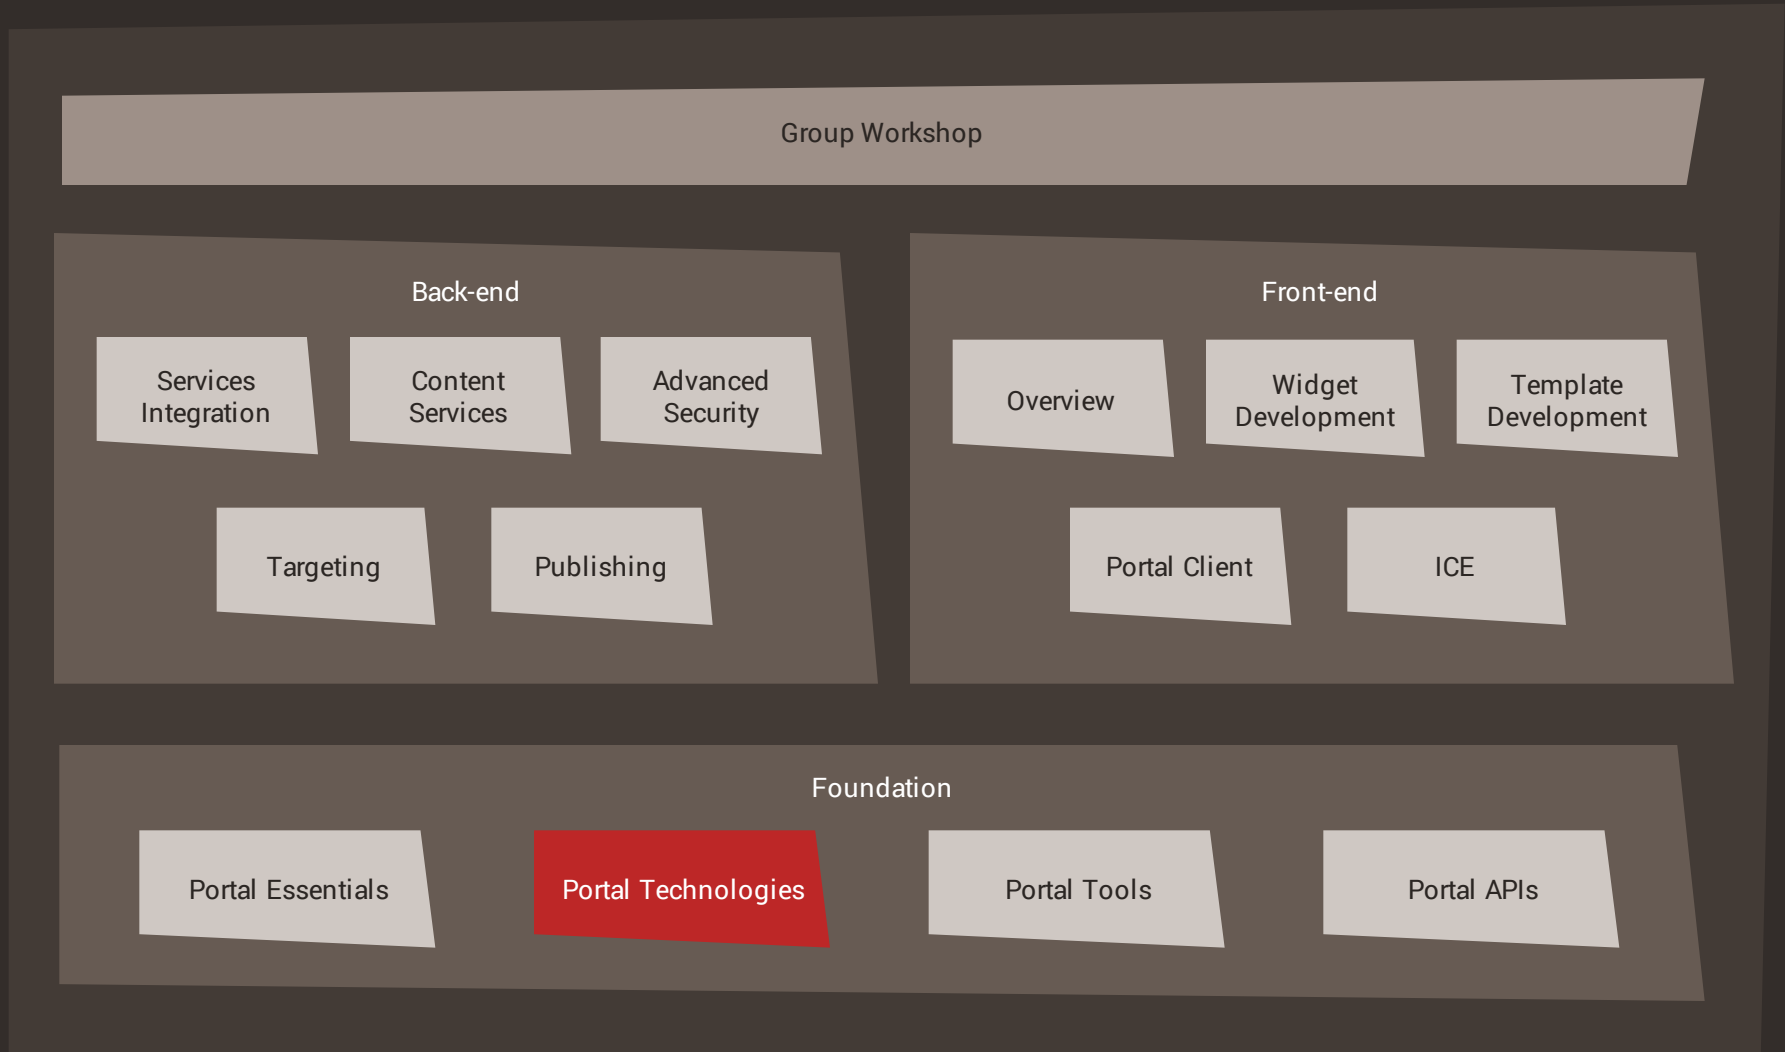 Group Workshop
Back-end
Services
Integration
Content
Services
Advanced
Security
Targeting
Publishing
Front-end
Overview
Widget
Development
Template
Development
Portal Client
ICE
Foundation
Portal Essentials
Portal Technologies
Portal Tools
Portal APIs